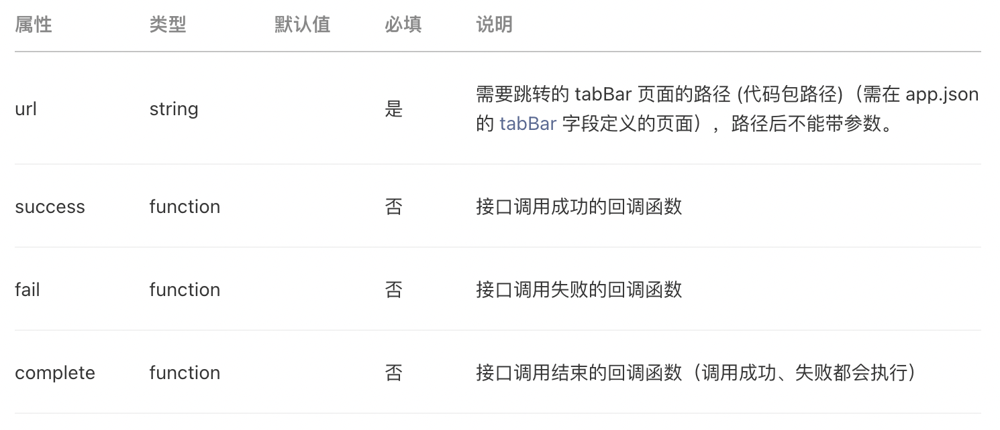 属性 类型 默认值 必填 说明
url string 是 需要跳转的 tabBar 页面的路径 (代码包路径)（需在 app.json
的 tabBar 字段定义的页面），路径后不能带参数。
success function 否 接口调用成功的回调函数
fail function 否 接口调用失败的回调函数
complete function 否 接口调用结束的回调函数（调用成功、失败都会执行）